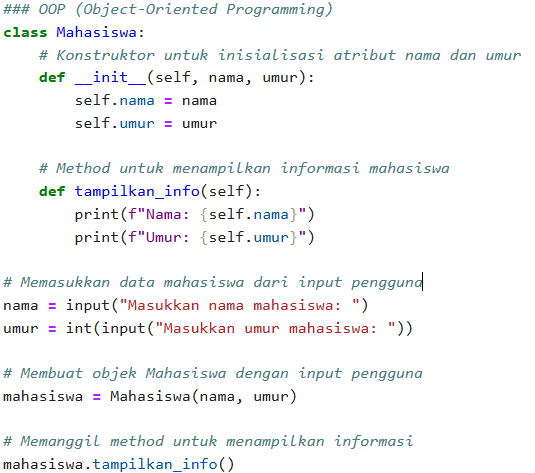 ### OOP (Object-Oriented Programming)
class Mahasiswa:
    # Konstruktor untuk inisialisasi atribut nama dan umur
    def __init__(self, nama, umur):
        self.nama = nama
        self.umur = umur

    # Method untuk menampilkan informasi mahasiswa
    def tampilkan_info(self):
        print(f"Nama: {self.nama}")
        print(f"Umur: {self.umur}")

# Memasukkan data mahasiswa dari input pengguna
nama = input("Masukkan nama mahasiswa: ")
umur = int(input("Masukkan umur mahasiswa: "))

# Membuat objek Mahasiswa dengan input pengguna
mahasiswa = Mahasiswa(nama, umur)

# Memanggil method untuk menampilkan informasi
mahasiswa.tampilkan_info()